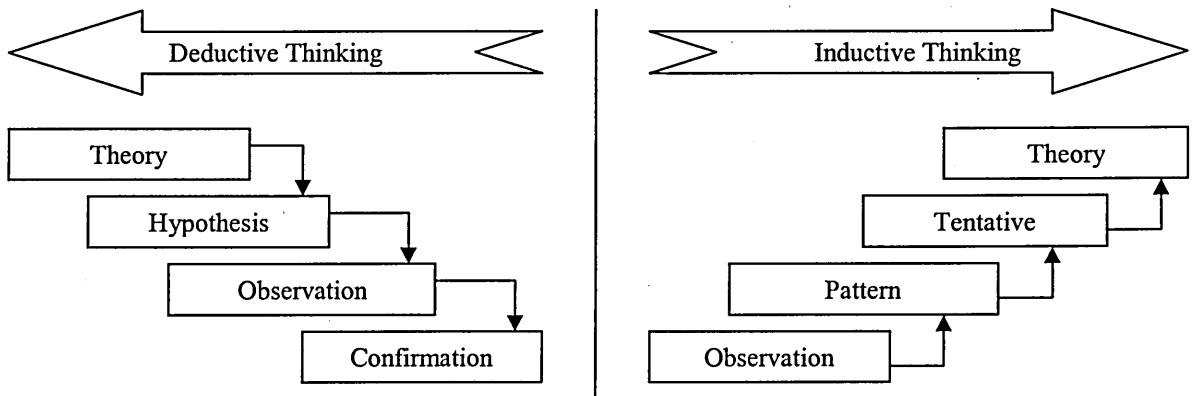 Deductive Thinking
Theory
Hypothesis
Observation
Confirmation
Inductive Thinking
Theory
Tentative
Pattern
Observation